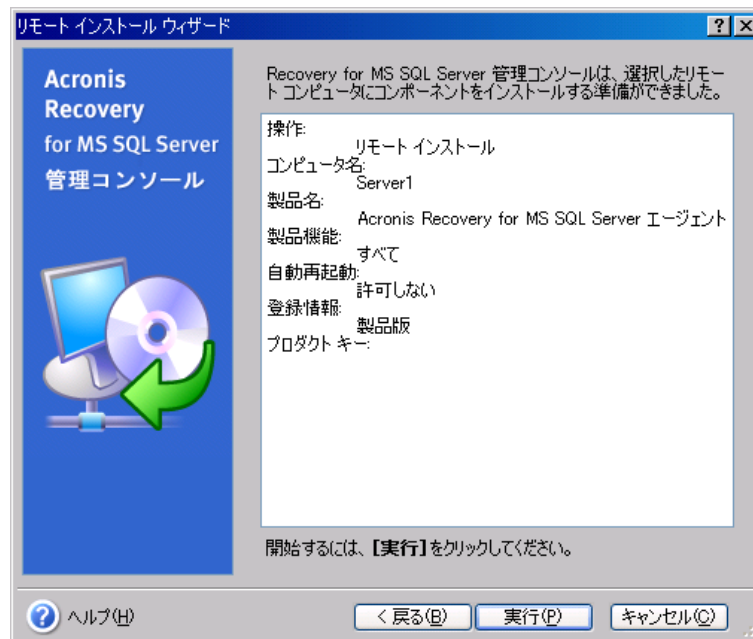 リモート インストール ウィザード
Acronis
Recovery
for MS SQL Server
管理コンソール
Recovery for MS SQL Server 管理コンソールは、選択したリモー
ト コンピュータにコンポーネントをインストールする準備ができました。
操作:
リモート インストール
コンピュータ名:
Server1
製品名:
Acronis Recovery for MS SQL Server エージェント
製品機能:
すべて
自動再起動:
許可しない
登録情報:
製品版
プロダクト キー:
開始するには、[実行]をクリックしてください。
ヘルプ(H)
< 戻る(B)
実行(P)
キャンセル(C)